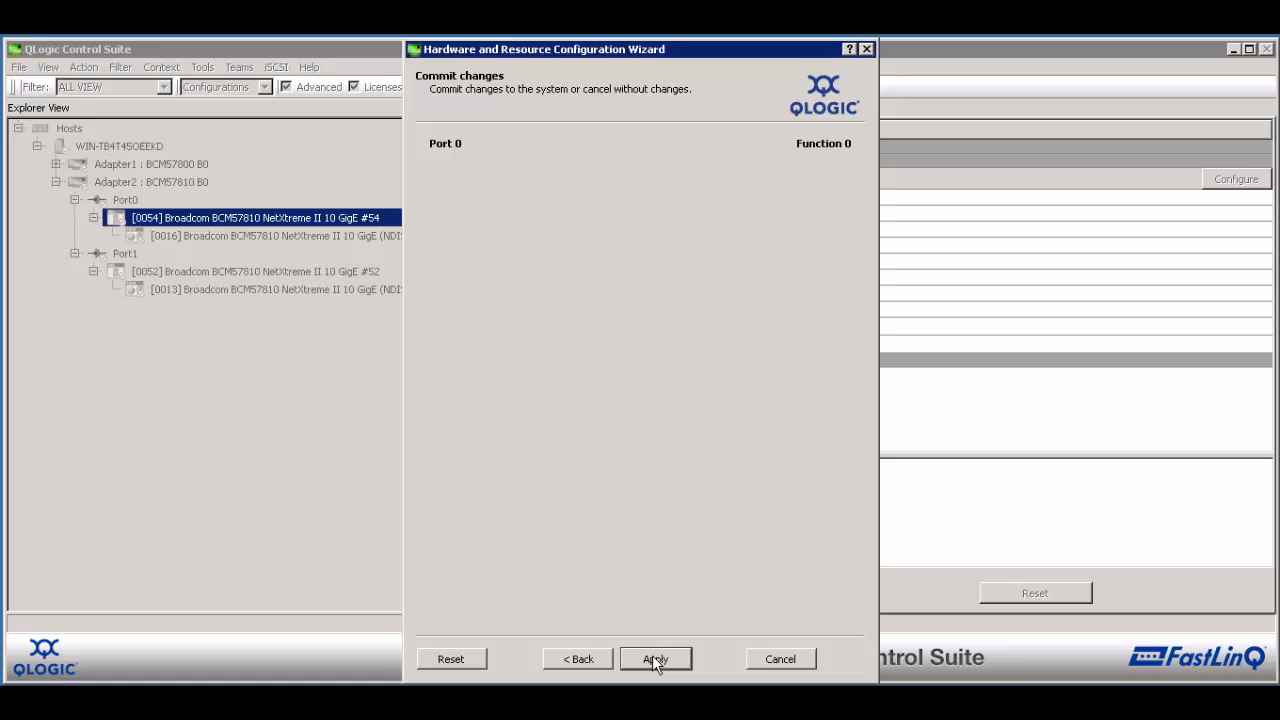 QLogic Control Suite
File View Action Filter Context Tools Teams iSCSI Help
Filter: ALL VIEW Configurations Advanced Licenses
Explorer View
Hosts
WIN-TB4T45OEEKD
Adapter1 : BCM57800 B0
Adapter2 : BCM57810 B0
Port0
[0054] Broadcom BCM57810 NetXtreme II 10 GigE #54
[0016] Broadcom BCM57810 NetXtreme II 10 GigE (NDI
Port1
[0052] Broadcom BCM57810 NetXtreme II 10 GigE #52
[0013] Broadcom BCM57810 NetXtreme II 10 GigE (NDI
Hardware and Resource Configuration Wizard
Commit changes
Commit changes to the system or cancel without changes.
QLOGIC
Port 0 Function 0
Reset < Back Apply Cancel
Configure
Reset
QLOGIC
ntrol Suite
FastLinQ